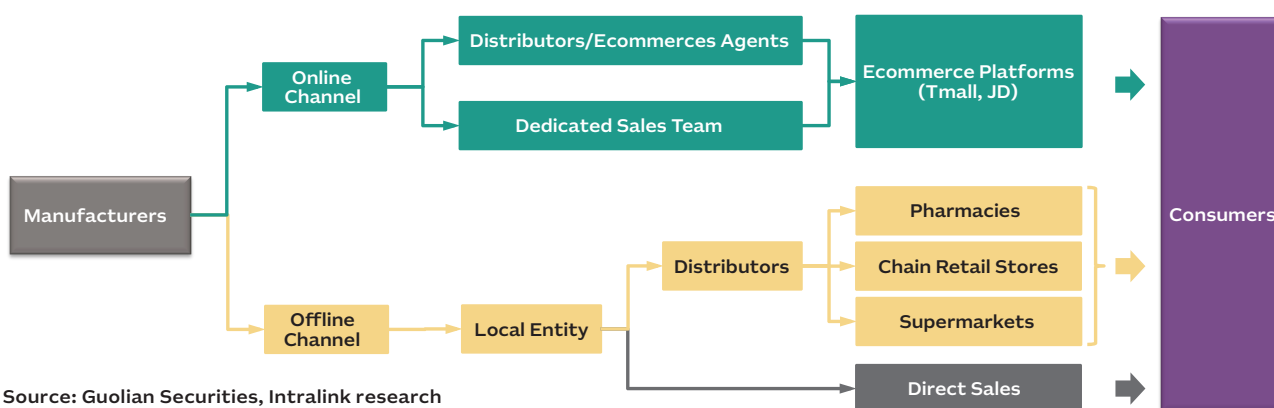 Distributors/Ecommerces Agents
Online
Channel
Ecommerce Platforms
(Tmall, JD)
Dedicated Sales Team
Manufacturers
Pharmacies
Consumers
Distributors
Chain Retail Stores
Offline
Channel
Local Entity
Supermarkets
Direct Sales
Source: Guolian Securities, Intralink research